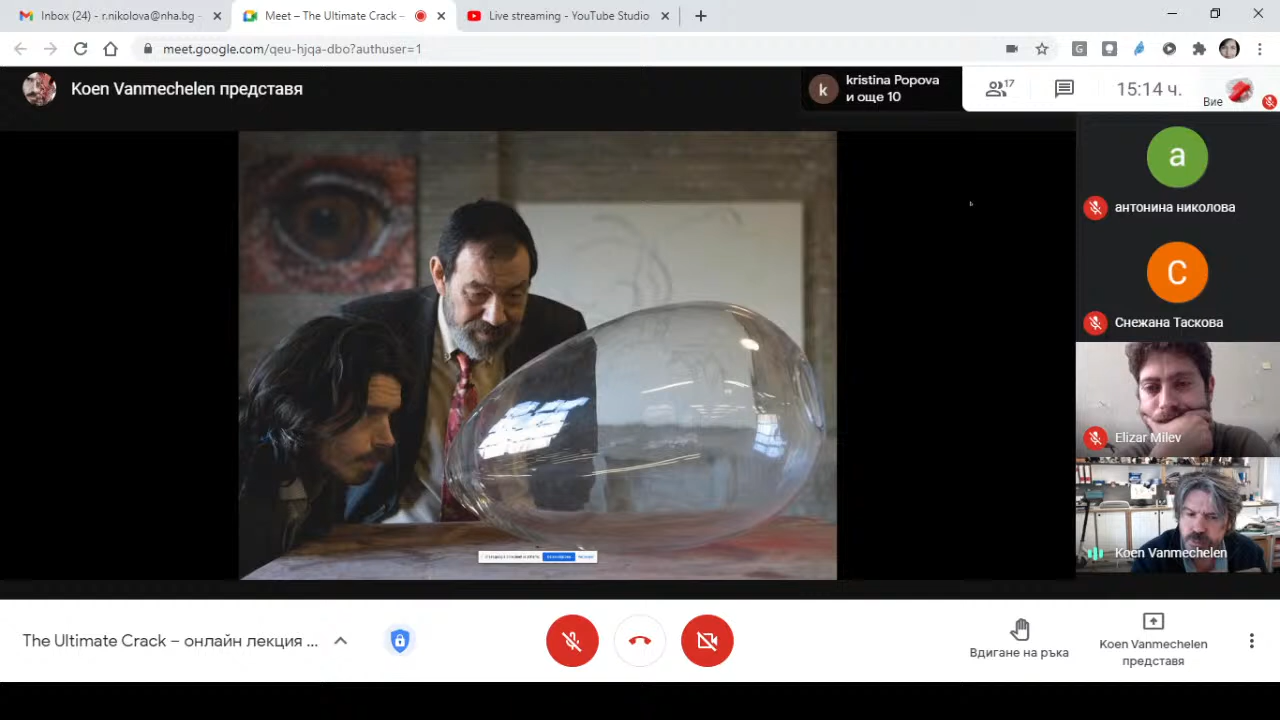 Inbox (24) - r.nikolova@nha.bg -
Meet – The Ultimate Crack –
Live streaming - YouTube Studio
meet.google.com/qeu-hjqa-dbo?authuser=1
Koen Vanmechelen представя
k
kristina Popova
и още 10
17
15:14 ч.
Вие
a
антонина николова
С
Снежана Таскова
Elizar Milev
Koen Vanmechelen
The Ultimate Crack – онлайн лекция ...
Вдигане на ръка
Koen Vanmechelen
представя